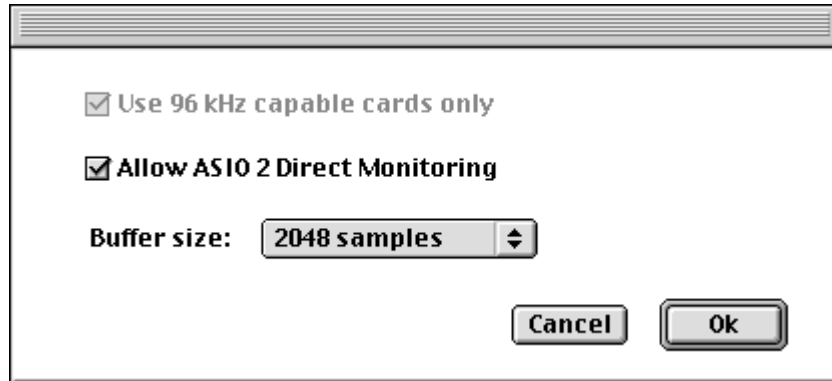 Use 96 kHz capable cards only
Allow ASIO 2 Direct Monitoring
Buffer size: 2048 samples
Cancel Ok